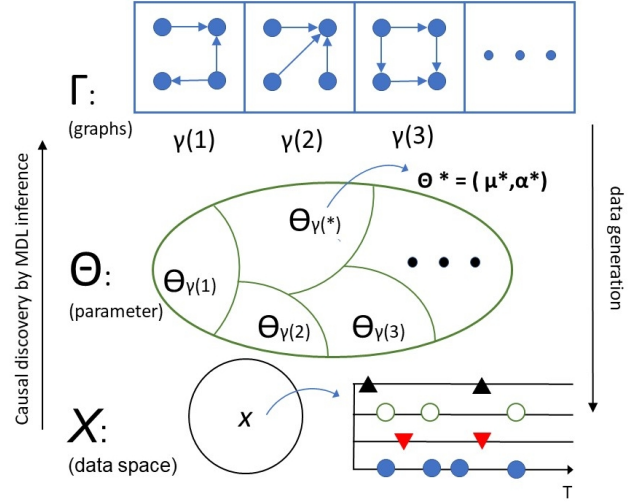 Γ:
(graphs)
γ(1)
γ(2)
γ(3)
Θ* = ( μ*,α*)
Θ:
(parameter)
Θγ(1)
Θγ(*)
Θγ(2)
Θγ(3)
X:
(data space)
x
T
Causal discovery by MDL inference
data generation